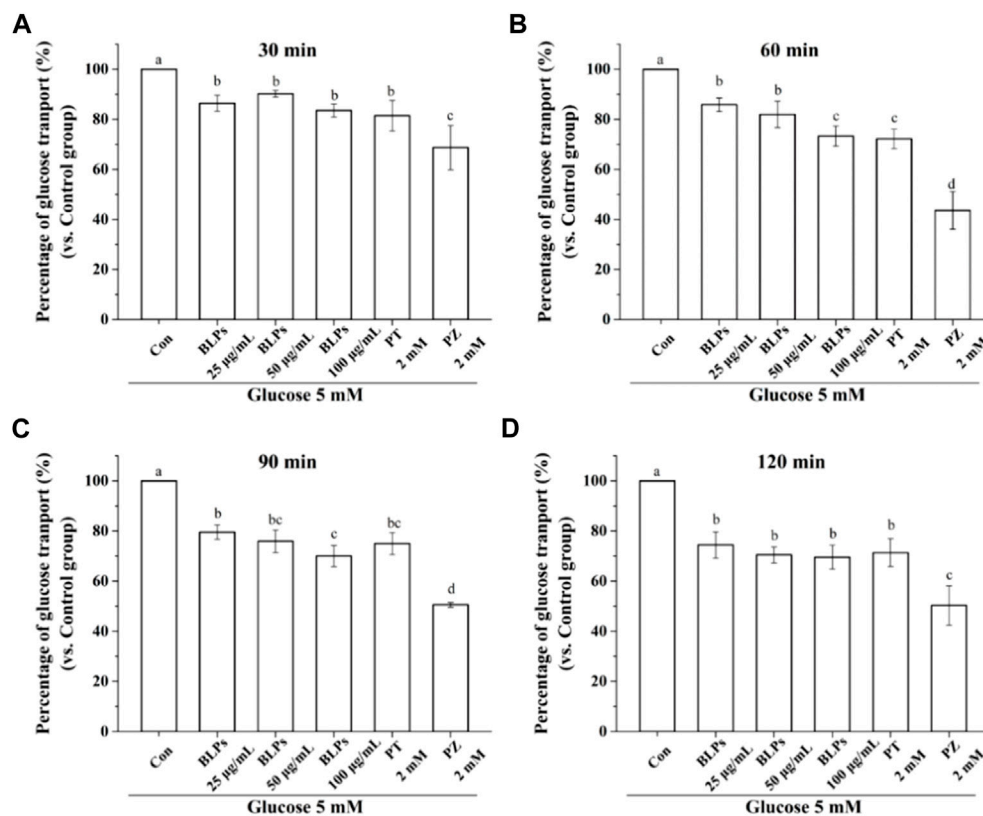 A
30 min
Percentage of glucose tranport (%)
(vs. Control group)
100
80
60
40
20
0
a
b
b
b
b
c
Con
BLPs
25 µg/mL
BLPs
50 µg/mL
BLPs
100 µg/mL
PT
2 mM
PZ
2 mM
Glucose 5 mM
B
60 min
Percentage of glucose tranport (%)
(vs. Control group)
100
80
60
40
20
0
a
b
b
c
c
d
Con
BLPs
25 µg/mL
BLPs
50 µg/mL
BLPs
100 µg/mL
PT
2 mM
PZ
2 mM
Glucose 5 mM
C
90 min
Percentage of glucose tranport (%)
(vs. Control group)
100
80
60
40
20
0
a
b
bc
c
bc
d
Con
BLPs
25 µg/mL
BLPs
50 µg/mL
BLPs
100 µg/mL
PT
2 mM
PZ
2 mM
Glucose 5 mM
D
120 min
Percentage of glucose tranport (%)
(vs. Control group)
100
80
60
40
20
0
a
b
b
b
b
c
Con
BLPs
25 µg/mL
BLPs
50 µg/mL
BLPs
100 µg/mL
PT
2 mM
PZ
2 mM
Glucose 5 mM